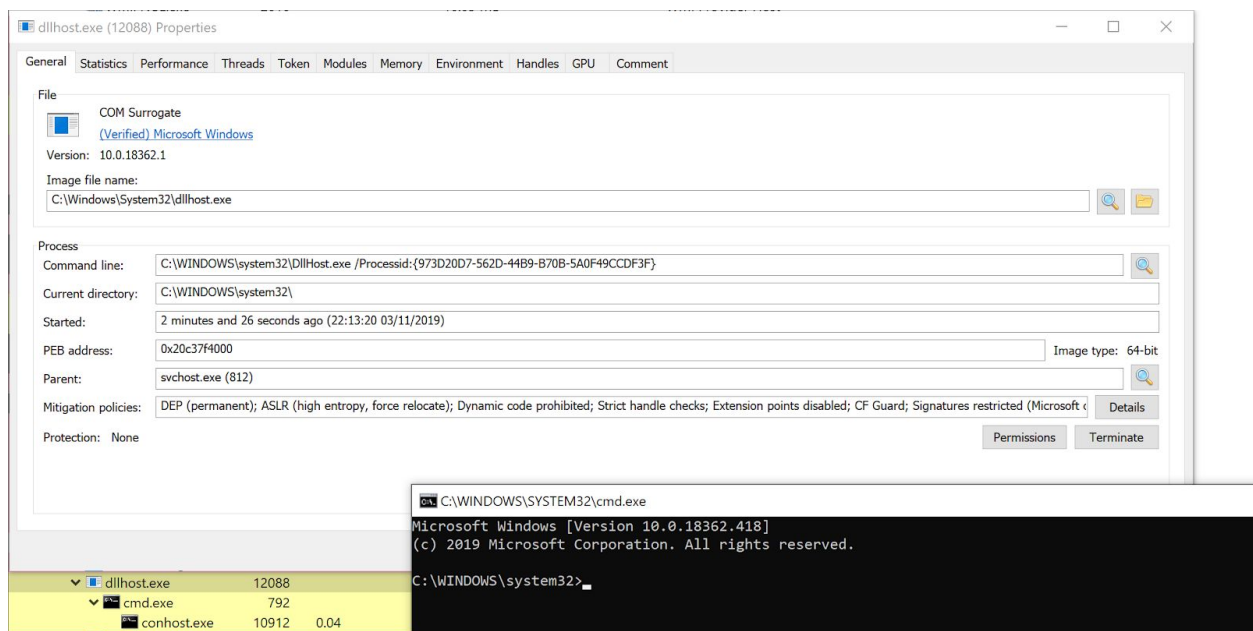 dllhost.exe (12088) Properties
General Statistics Performance Threads Token Modules Memory Environment Handles GPU Comment
File
COM Surrogate
(Verified) Microsoft Windows
Version: 10.0.18362.1
Image file name:
C:\Windows\System32\dllhost.exe
Process
Command line: C:\WINDOWS\system32\DllHost.exe /Processid:{973D20D7-562D-44B9-B70B-5A0F49CCDF3F}
Current directory: C:\WINDOWS\system32\
Started: 2 minutes and 26 seconds ago (22:13:20 03/11/2019)
PEB address: 0x20c37f4000 Image type: 64-bit
Parent: svchost.exe (812)
Mitigation policies: DEP (permanent); ASLR (high entropy, force relocate); Dynamic code prohibited; Strict handle checks; Extension points disabled; CF Guard; Signatures restricted (Microsoft Details
Protection: None Permissions Terminate
C:\WINDOWS\SYSTEM32\cmd.exe
Microsoft Windows [Version 10.0.18362.418]
(c) 2019 Microsoft Corporation. All rights reserved.
C:\WINDOWS\system32>
dllhost.exe 12088
cmd.exe 792
conhost.exe 10912 0.04